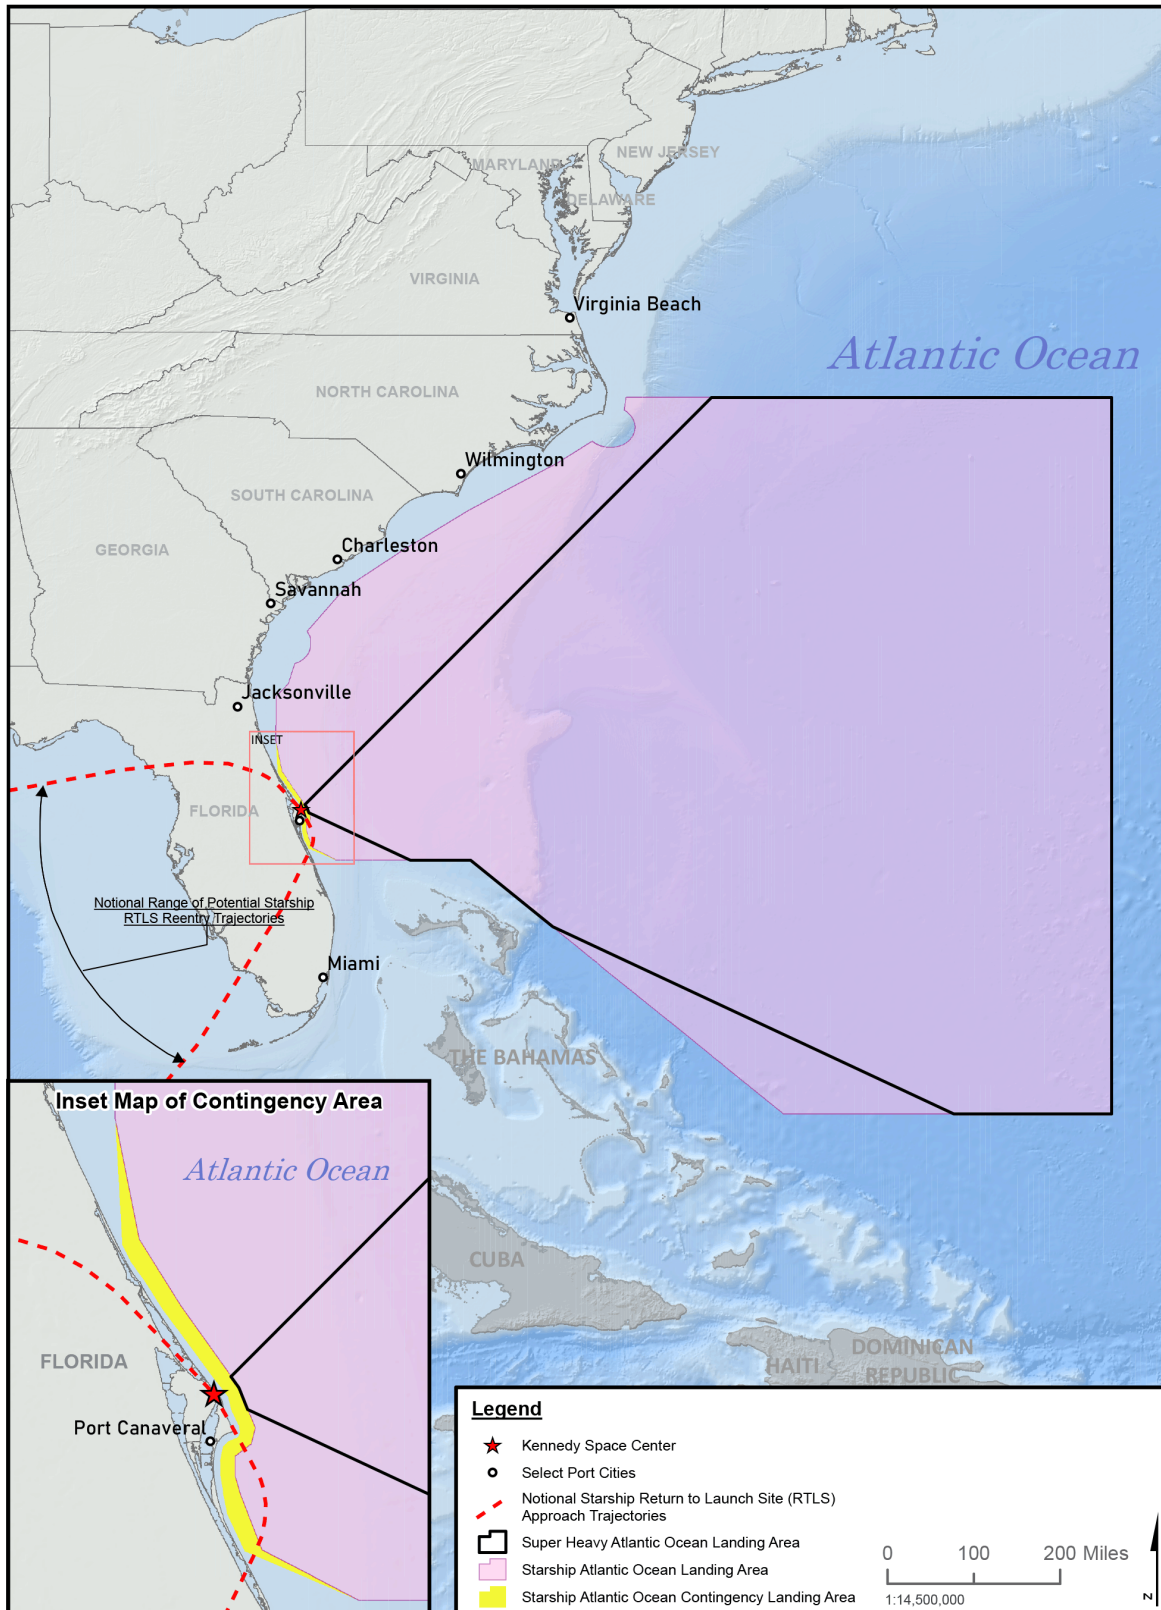 MARYLAND
NEW JERSEY
DELAWARE
VIRGINIA
Virginia Beach
Atlantic Ocean
NORTH CAROLINA
Wilmington
SOUTH CAROLINA
Charleston
GEORGIA
Savannah
Jacksonville
INSET
FLORIDA
Notional Range of Potential Starship
RTLS Reentry Trajectories
Miami
THE BAHAMAS
Inset Map of Contingency Area
Atlantic Ocean
CUBA
FLORIDA
HAITI
DOMINICAN
REPUBLIC
Port Canaveral
Legend
Kennedy Space Center
Select Port Cities
Notional Starship Return to Launch Site (RTLS)
Approach Trajectories
Super Heavy Atlantic Ocean Landing Area
Starship Atlantic Ocean Landing Area
Starship Atlantic Ocean Contingency Landing Area
0 100 200 Miles
1:14,500,000
N